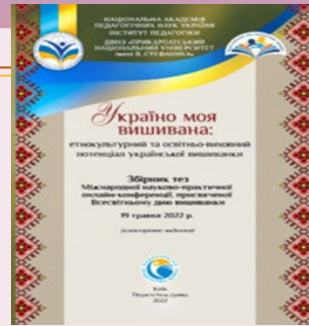 НАЦІОНАЛЬНА АКАДЕМІЯ
ПЕДАГОГІЧНИХ НАУК УКРАЇНИ
ІНСТИТУТ ПЕДАГОГІКИ
ДВНЗ «ПРИКАРПАТСЬКИЙ
НАЦІОНАЛЬНИЙ УНІВЕРСИТЕТ
імені В. СТЕФАНИКА»
Україно моя
вишивана:
етнокультурний та освітньо-виховний
потенціал української вишиванки
Збірник тез
Міжнародної науково-практичної
онлайн-конференції, присвяченої
Всесвітньому дню вишиванки
19 травня 2022 р.
(електронне видання)
Київ
Педагогічна думка
2022